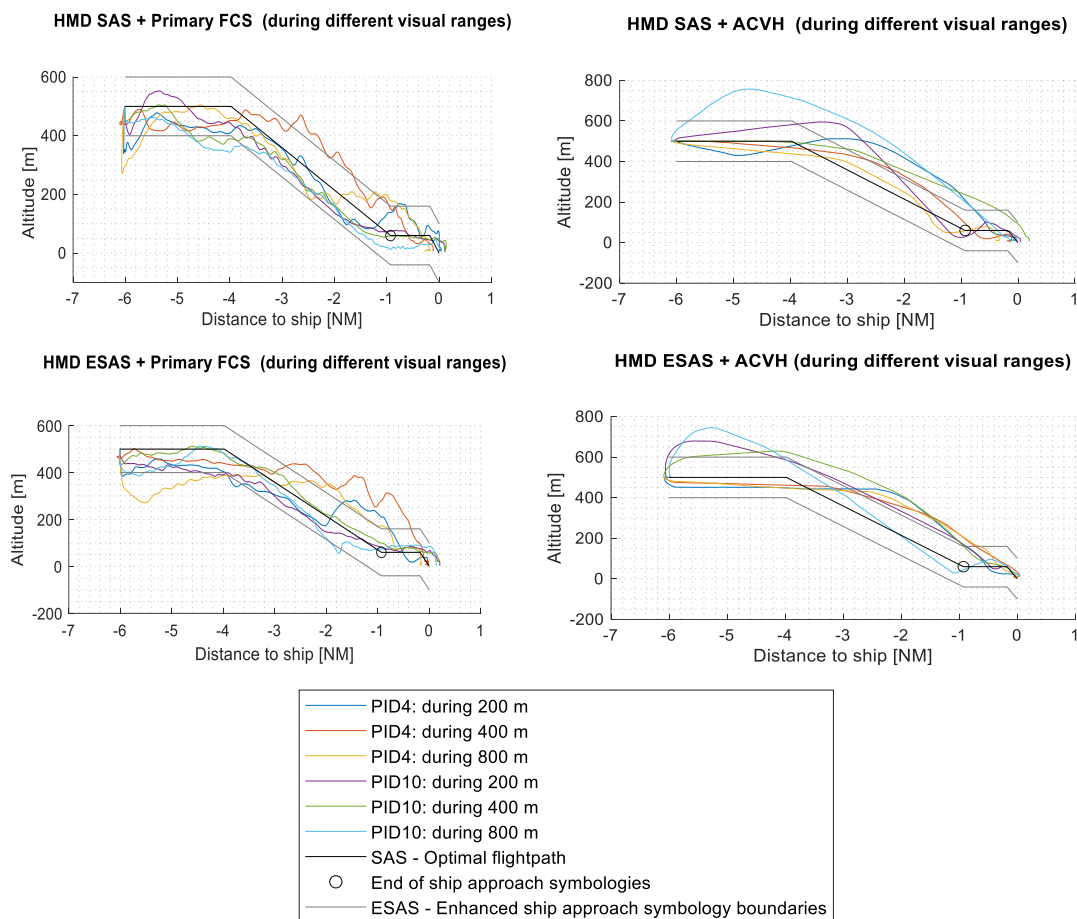 HMD SAS + Primary FCS (during different visual ranges)
600
400
200
0
Altitude [m]
-7 -6 -5 -4 -3 -2 -1 0 1
Distance to ship [NM]
HMD SAS + ACVH (during different visual ranges)
800
600
400
200
0
-200
Altitude [m]
-7 -6 -5 -4 -3 -2 -1 0 1
Distance to ship [NM]
HMD ESAS + Primary FCS (during different visual ranges)
600
400
200
0
-200
Altitude [m]
-7 -6 -5 -4 -3 -2 -1 0 1
Distance to ship [NM]
HMD ESAS + ACVH (during different visual ranges)
800
600
400
200
0
-200
Altitude [m]
-7 -6 -5 -4 -3 -2 -1 0 1
Distance to ship [NM]
PID4: during 200 m
PID4: during 400 m
PID4: during 800 m
PID10: during 200 m
PID10: during 400 m
PID10: during 800 m
SAS - Optimal flightpath
End of ship approach symbologies
ESAS - Enhanced ship approach symbology boundaries